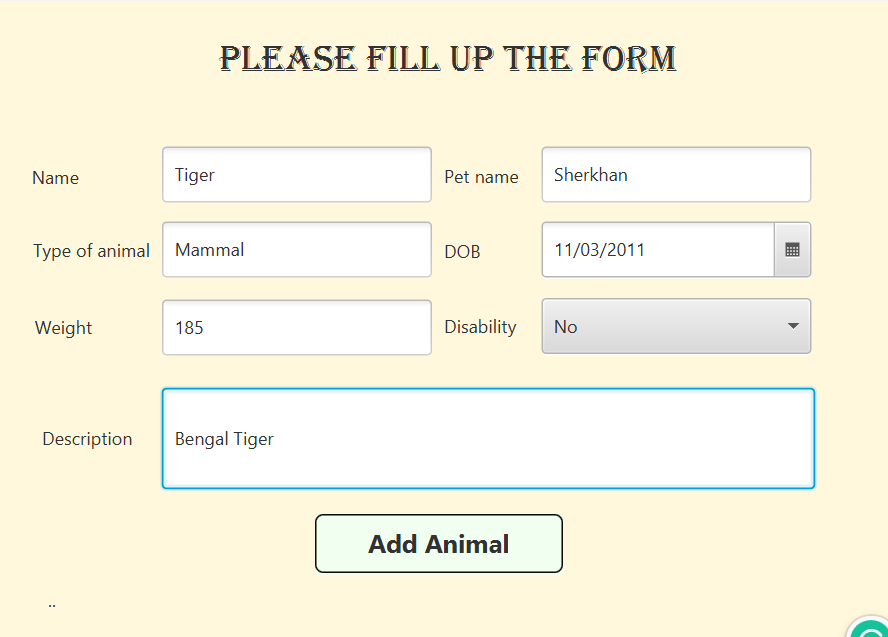 PLEASE FILL UP THE FORM
Name Tiger Pet name Sherkhan
Type of animal Mammal DOB 11/03/2011
Weight 185 Disability No
Description Bengal Tiger
Add Animal
..